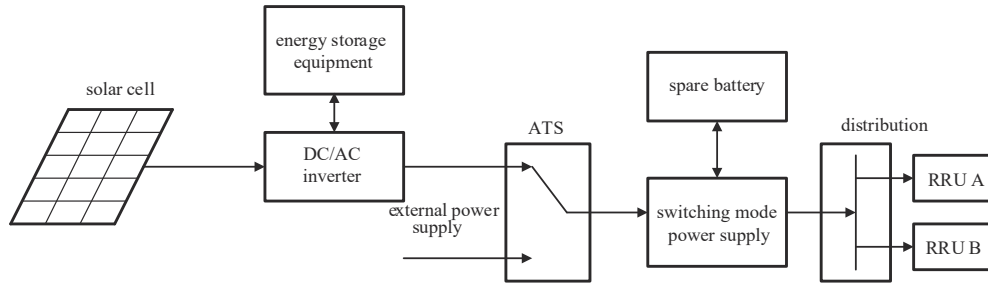 energy storage
equipment
solar cell
spare battery
ATS
distribution
DC/AC
inverter
RRU A
external power
supply
switching mode
power supply
RRU B